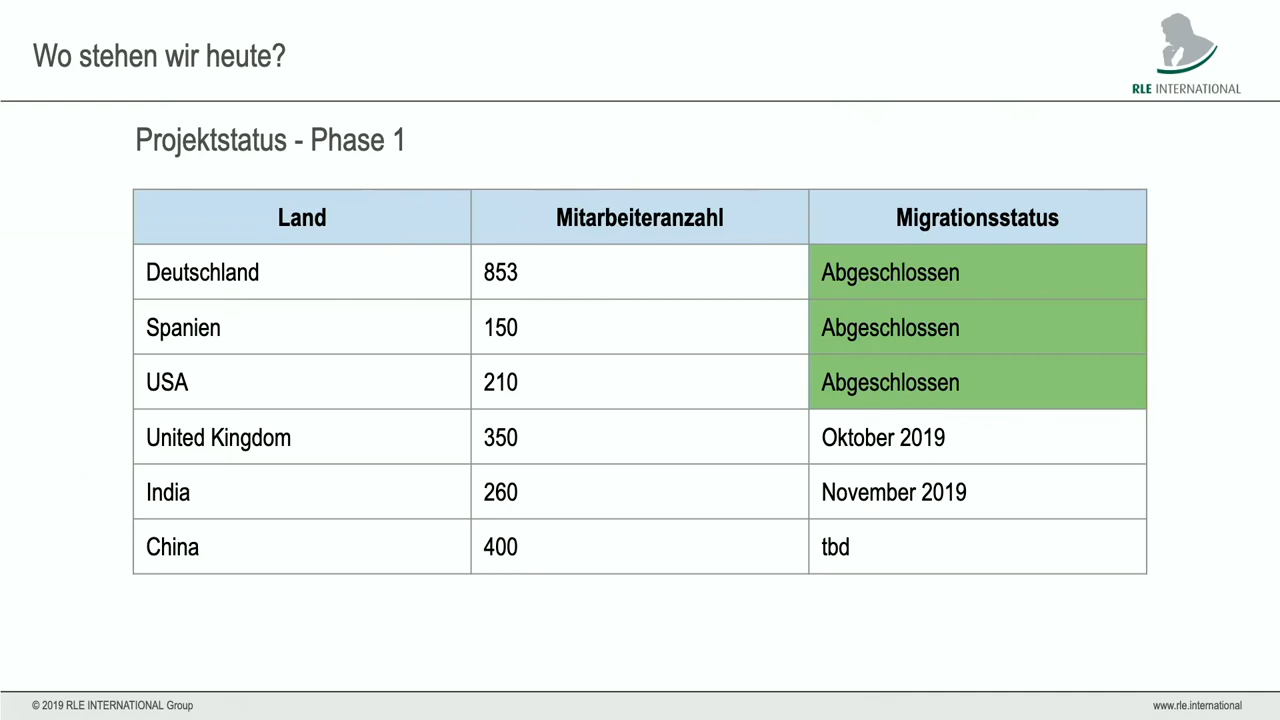 Wo stehen wir heute?
RLE INTERNATIONAL
Projektstatus - Phase 1
Land Mitarbeiteranzahl Migrationsstatus
Deutschland 853 Abgeschlossen
Spanien 150 Abgeschlossen
USA 210 Abgeschlossen
United Kingdom 350 Oktober 2019
India 260 November 2019
China 400 tbd
© 2019 RLE INTERNATIONAL Group www.rle.international